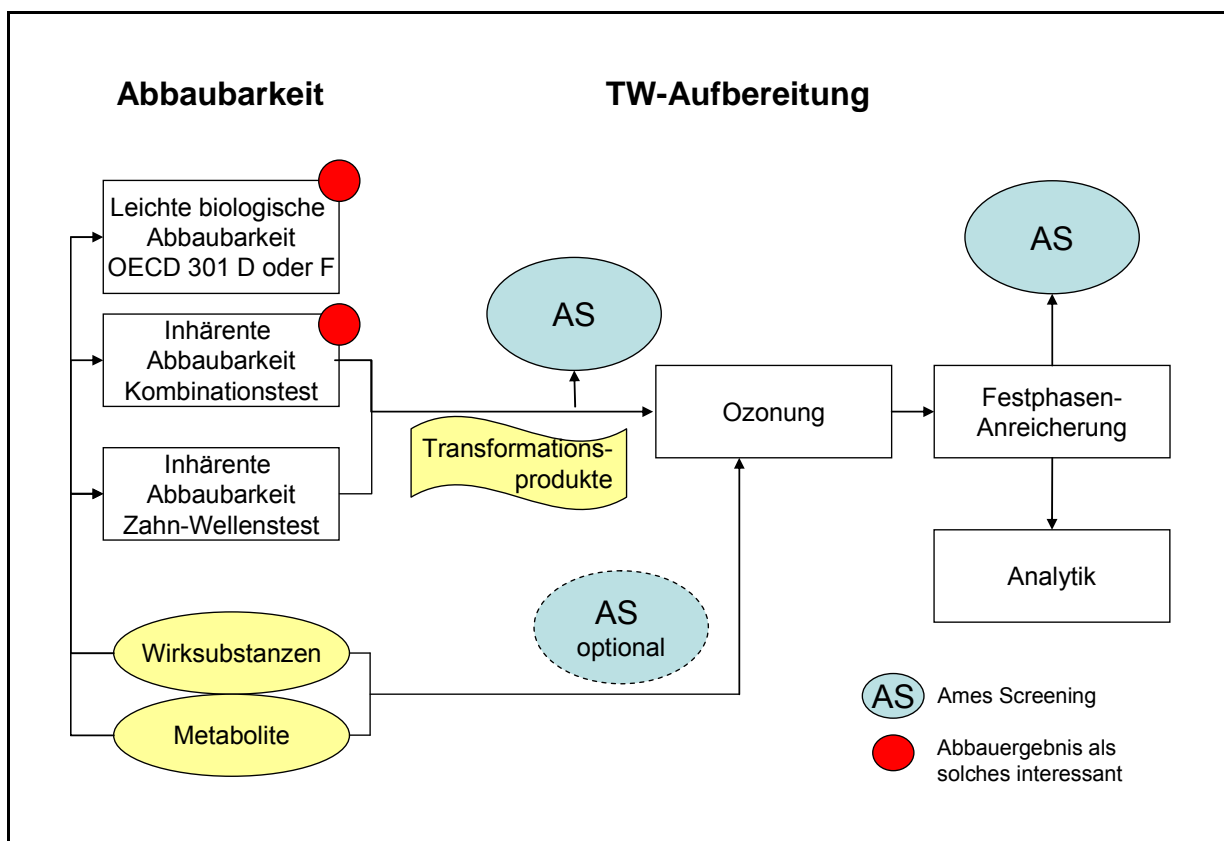 Abbaubarkeit
TW-Aufbereitung
Leichte biologische
Abbaubarkeit
OECD 301 D oder F
Inhärente
Abbaubarkeit
Kombinationstest
Inhärente
Abbaubarkeit
Zahn-Wellenstest
Wirksubstanzen
Metabolite
AS
Transformations-
produkte
AS
optional
Ozonung
AS
Festphasen-
Anreicherung
Analytik
AS Ames Screening
Abbauergebnis als
solches interessant